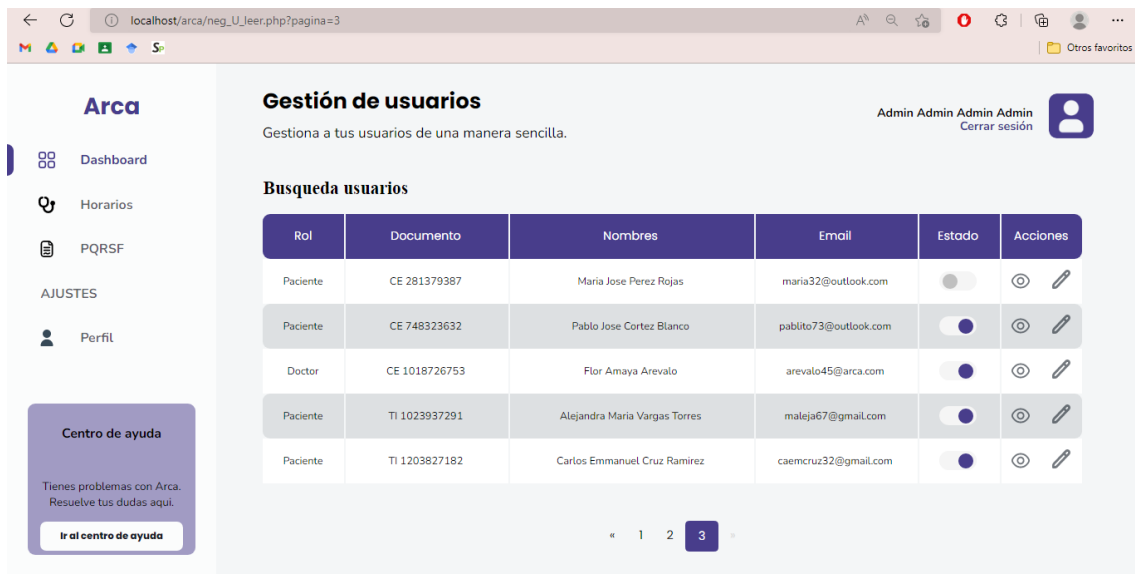 localhost/arca/neg_U_leer.php?pagina=3
Otros favoritos
Arca
Dashboard
Horarios
PQRSF
AJUSTES
Perfil
Centro de ayuda
Tienes problemas con Arca.
Resuelve tus dudas aqui.
Ir al centro de ayuda
Gestión de usuarios
Gestiona a tus usuarios de una manera sencilla.
Admin Admin Admin Admin
Cerrar sesión
Busqueda usuarios
Rol Documento Nombres Email Estado Acciones
Paciente CE 281379387 Maria Jose Perez Rojas maria32@outlook.com
Paciente CE 748323632 Pablo Jose Cortez Blanco pablito73@outlook.com
Doctor CE 1018726753 Flor Amaya Arevalo arevalo45@arca.com
Paciente TI 1023937291 Alejandra Maria Vargas Torres maleja67@gmail.com
Paciente TI 1203827182 Carlos Emmanuel Cruz Ramirez caemcruz32@gmail.com
« 1 2 3 »